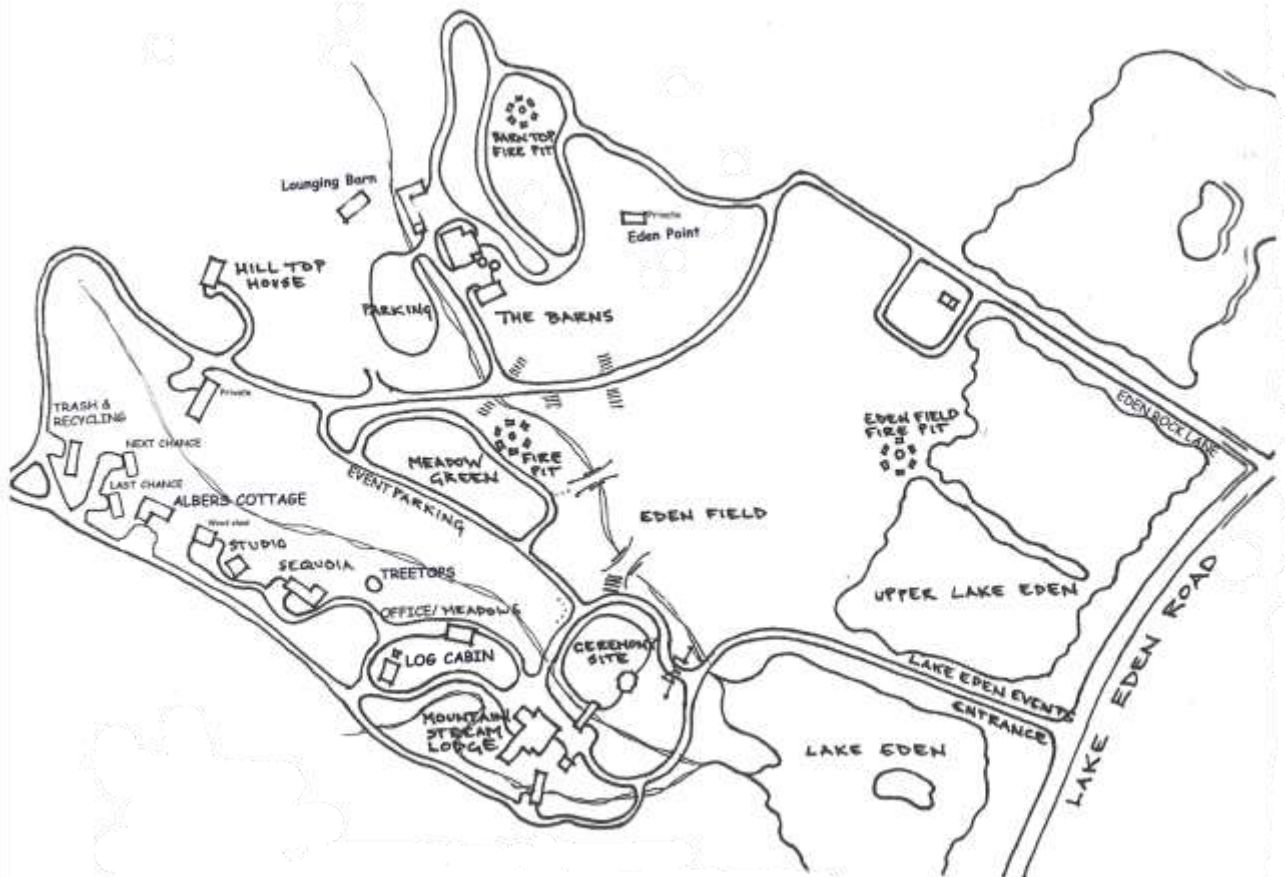 BARN TOP
FIRE PIT
Lounging Barn
Private
Eden Point
HILL TOP
HOUSE
PARKING
THE BARNS
Private
TRASH &
RECYCLING
NEXT CHANCE
LAST CHANCE
ALBERS COTTAGE
Wood shed
STUDIO
SEQUOIA
TREETOPS
OFFICE/MEADOWS
LOG CABIN
MOUNTAIN
STREAM
LODGE
MEADOW
GREEN
EVENT PARKING
FIRE
PIT
EDEN FIELD
EDEN FIELD
FIRE PIT
EDEN ROCK LANE
UPPER LAKE EDEN
CEREMONY
SITE
LAKE EDEN EVENTS
ENTRANCE
LAKE EDEN
LAKE EDEN ROAD